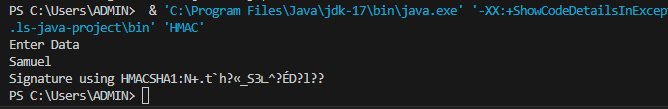 PS C:\Users\ADMIN>  & 'C:\Program Files\Java\jdk-17\bin\java.exe' '-XX:+ShowCodeDetailsInExcep
.ls-java-project\bin' 'HMAC'
Enter Data
Samuel
Signature using HMACSHA1:N+.t`h?«_S3ʟ^?ÉD?l??
PS C:\Users\ADMIN>